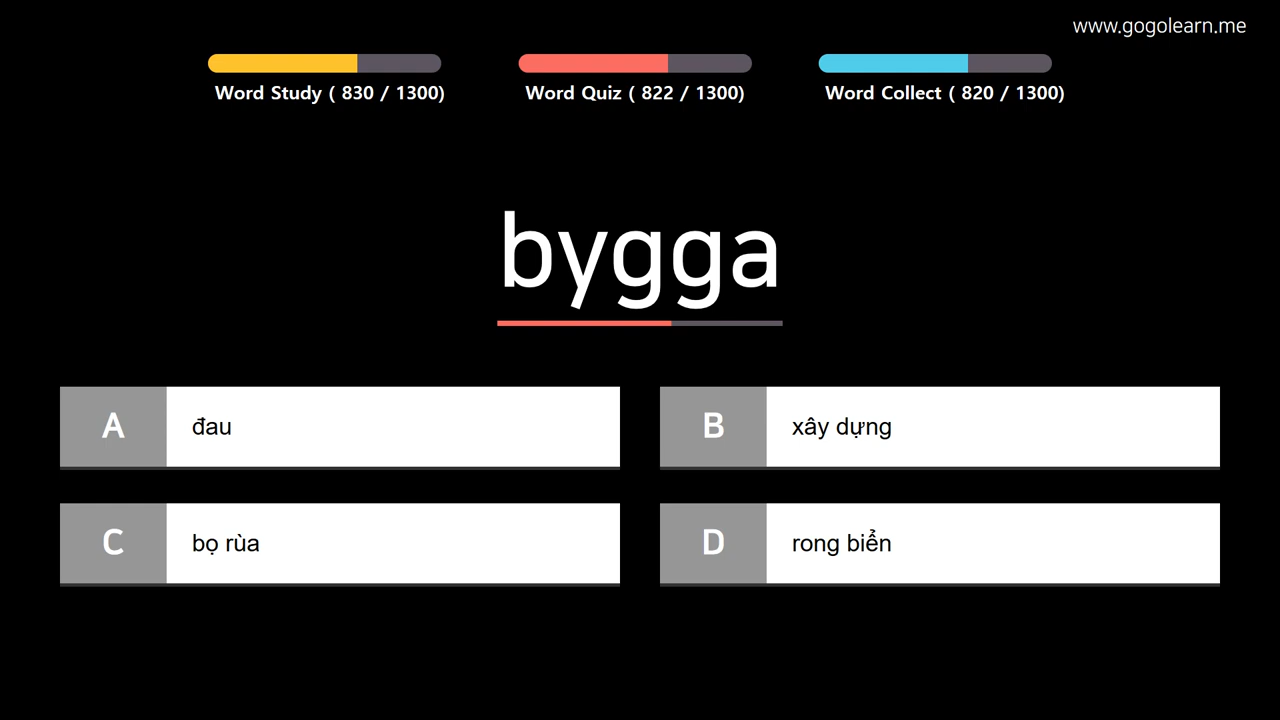 www.gogolearn.me
Word Study ( 830 / 1300)
Word Quiz ( 822 / 1300)
Word Collect ( 820 / 1300)
bygga
A đau
B xây dựng
C bọ rùa
D rong biển